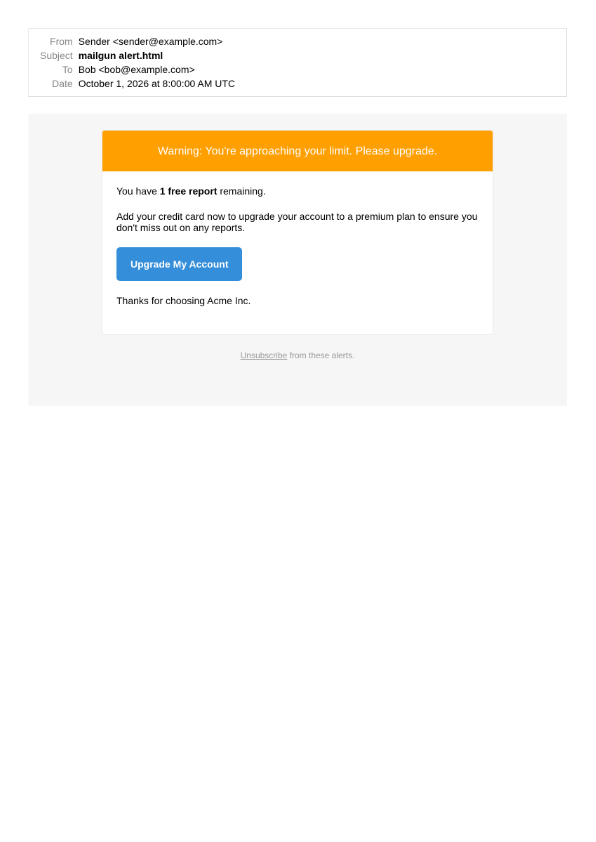 From Sender <sender@example.com>
Subject mailgun alert.html
To Bob <bob@example.com>
Date October 1, 2026 at 8:00:00 AM UTC
Warning: You're approaching your limit. Please upgrade.
You have 1 free report remaining.
Add your credit card now to upgrade your account to a premium plan to ensure you
don't miss out on any reports.
Upgrade My Account
Thanks for choosing Acme Inc.
Unsubscribe from these alerts.